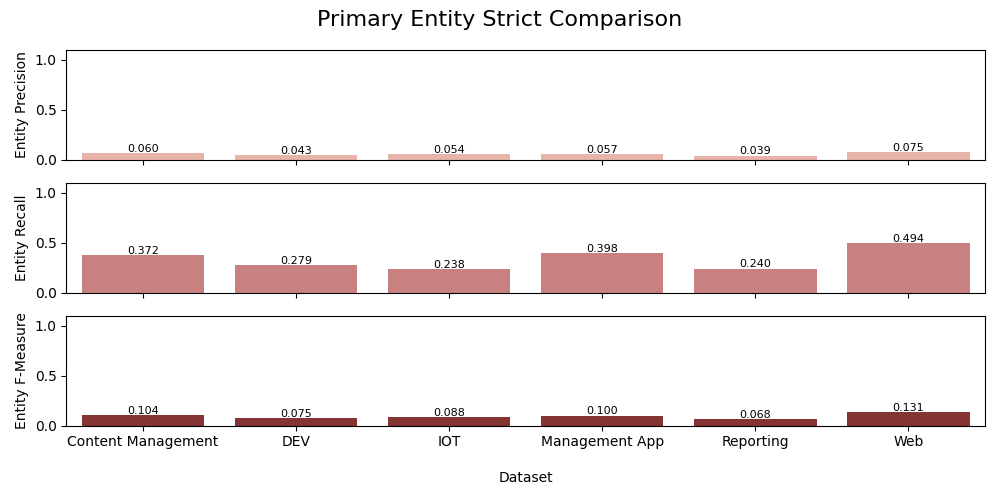 Primary Entity Strict Comparison
Entity Precision
1.0
0.5
0.0
0.060 0.043 0.054 0.057 0.039 0.075
Entity Recall
1.0
0.5
0.0
0.372 0.279 0.238 0.398 0.240 0.494
Entity F-Measure
1.0
0.5
0.0
0.104 0.075 0.088 0.100 0.068 0.131
Content Management DEV IOT Management App Reporting Web
Dataset